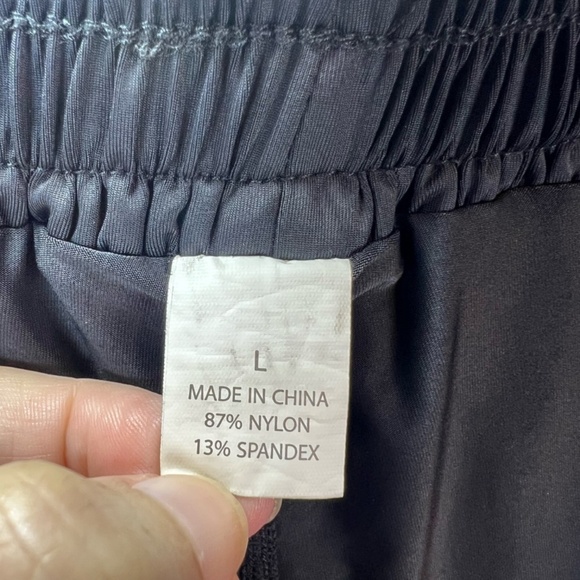 L
MADE IN CHINA
87% NYLON
13% SPANDEX